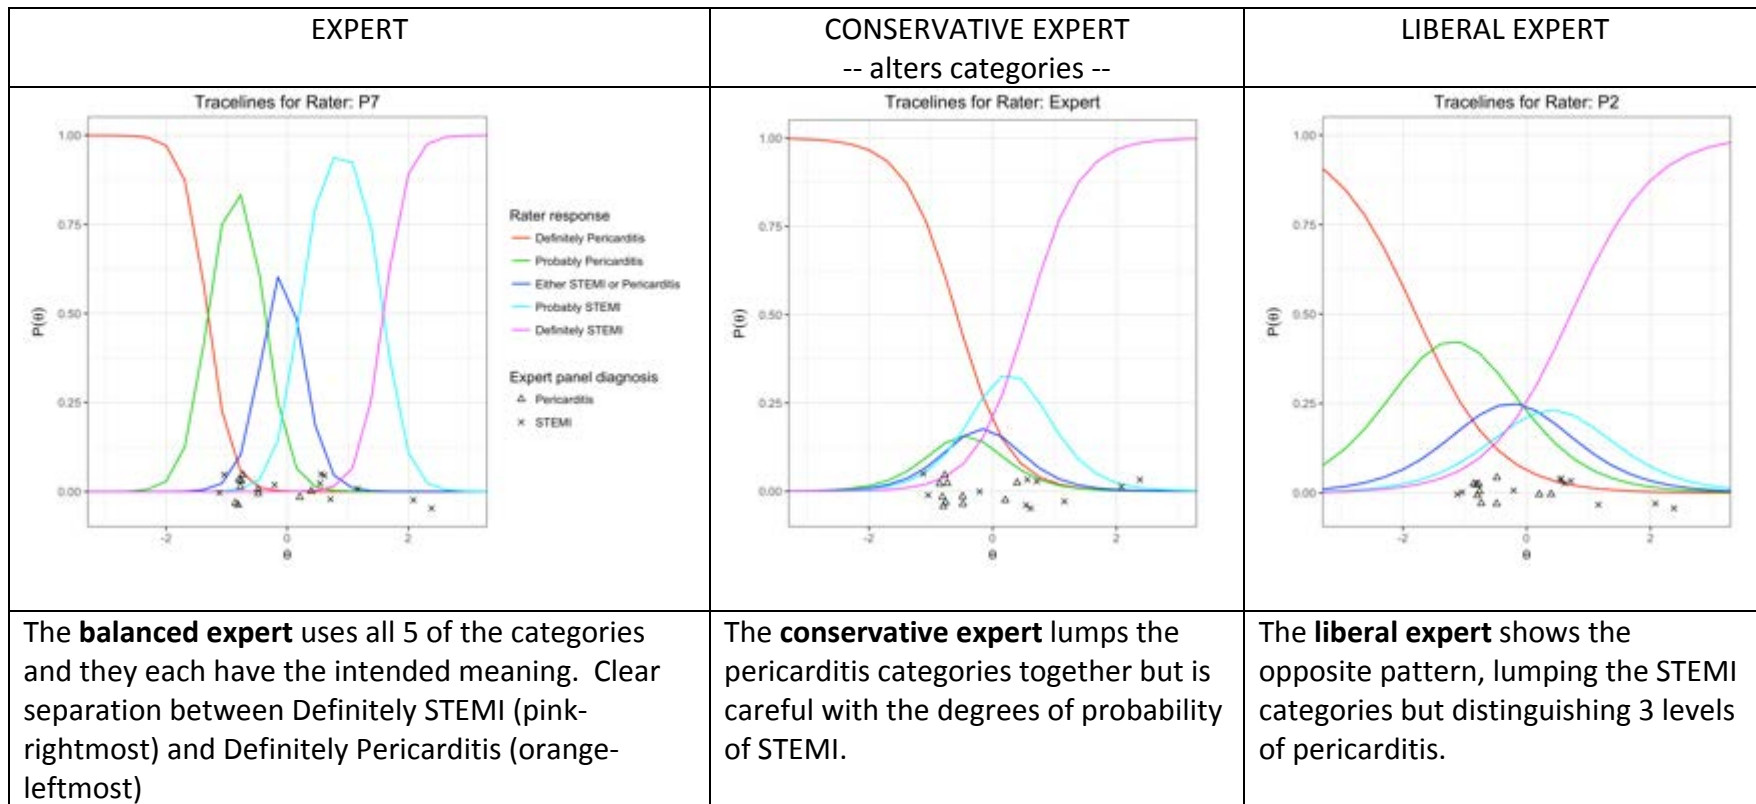 EXPERT
CONSERVATIVE EXPERT
-- alters categories --
LIBERAL EXPERT
Tracelines for Rater: P7
1.00
0.75
0.50
0.25
0.00
P(θ)
-2
0
2
θ
Rater response
Definitely Pericarditis
Probably Pericarditis
Either STEMI or Pericarditis
Probably STEMI
Definitely STEMI
Expert panel diagnosis
Pericarditis
STEMI
Tracelines for Rater: Expert
1.00
0.75
0.50
0.25
0.00
P(θ)
-2
0
2
θ
Tracelines for Rater: P2
1.00
0.75
0.50
0.25
0.00
P(θ)
-2
0
2
θ
The balanced expert uses all 5 of the categories
and they each have the intended meaning.  Clear
separation between Definitely STEMI (pink-
rightmost) and Definitely Pericarditis (orange-
leftmost)
The conservative expert lumps the
pericarditis categories together but is
careful with the degrees of probability
of STEMI.
The liberal expert shows the
opposite pattern, lumping the STEMI
categories but distinguishing 3 levels
of pericarditis.